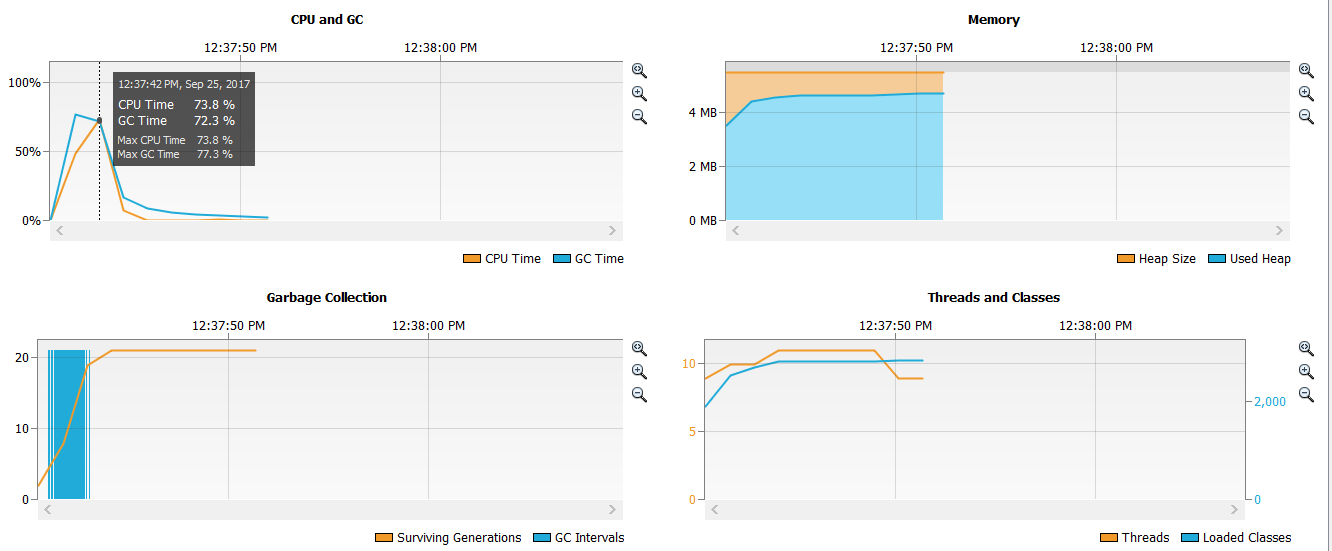 CPU and GC
12:37:50 PM 12:38:00 PM
100%
50%
0%
12:37:42 PM, Sep 25, 2017
CPU Time 73.8 %
GC Time 72.3 %
Max CPU Time 73.8 %
Max GC Time 77.3 %
CPU Time GC Time
Memory
12:37:50 PM 12:38:00 PM
4 MB
2 MB
0 MB
Heap Size Used Heap
Garbage Collection
12:37:50 PM 12:38:00 PM
20
10
0
Surviving Generations GC Intervals
Threads and Classes
12:37:50 PM 12:38:00 PM
10
5
0
2,000
0
Threads Loaded Classes